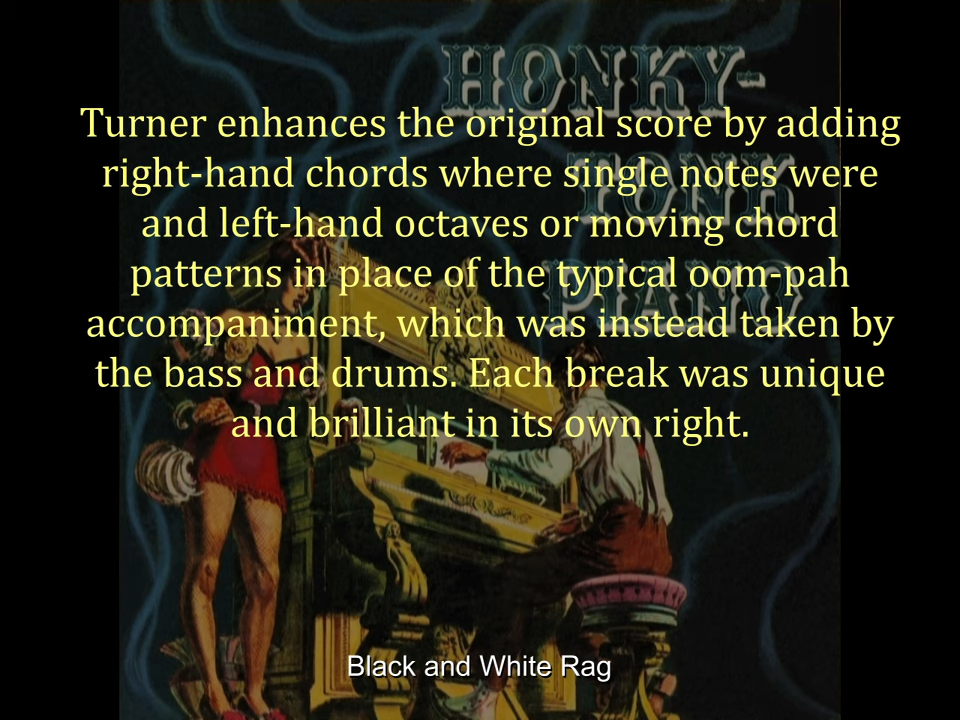 HONKY-
TONK
PIANO
Turner enhances the original score by adding
right-hand chords where single notes were
and left-hand octaves or moving chord
patterns in place of the typical oom-pah
accompaniment, which was instead taken by
the bass and drums. Each break was unique
and brilliant in its own right.
Black and White Rag